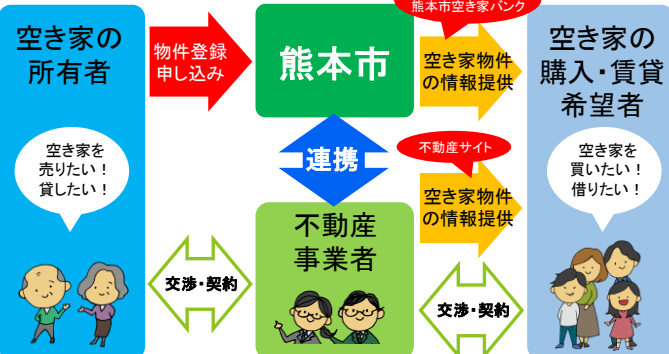 空き家の
所有者
空き家を
売りたい！
貸したい！
物件登録
申し込み
熊本市
熊本市空き家バンク
空き家物件
の情報提供
連携
不動産サイト
空き家物件
の情報提供
不動産
事業者
交渉・契約
交渉・契約
空き家の
購入・賃貸
希望者
空き家を
買いたい！
借りたい！